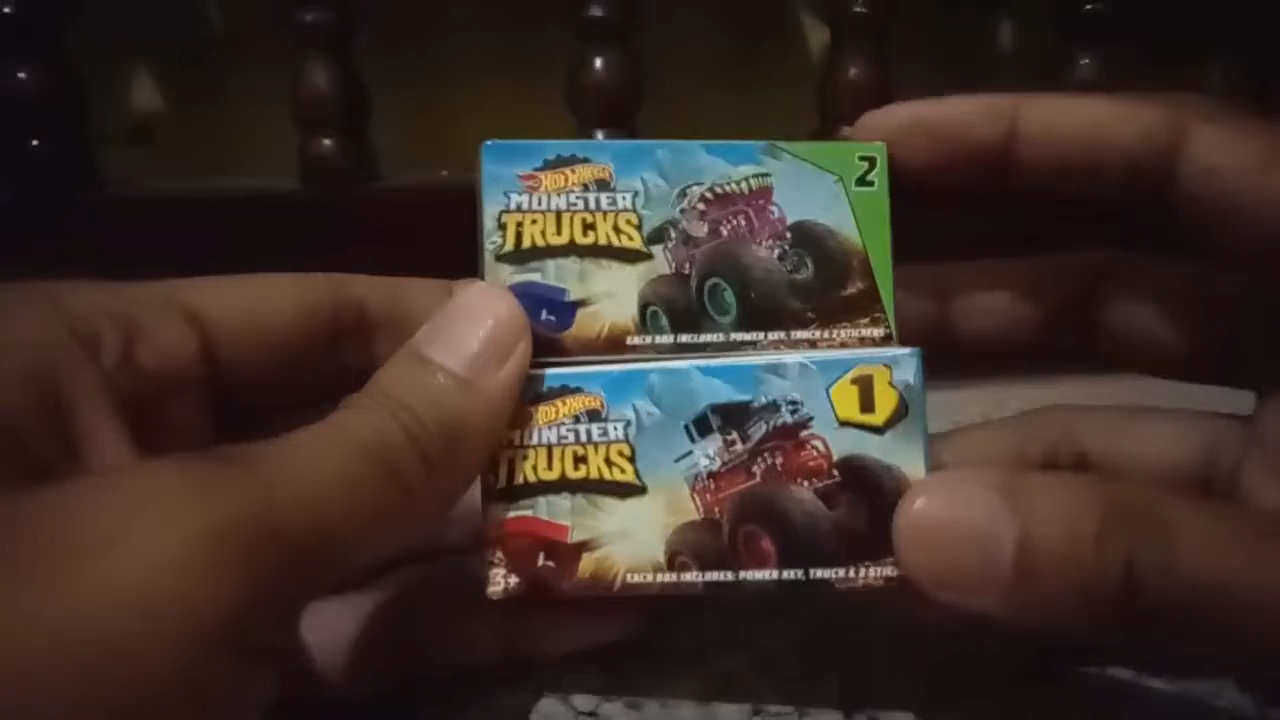 2
HOT WHEELS
MONSTER
TRUCKS
EACH BOX INCLUDES: POWER KEY, TRUCK & 2 STICKERS
1
HOT WHEELS
MONSTER
TRUCKS
3+
EACH BOX INCLUDES: POWER KEY, TRUCK & 2 STIC